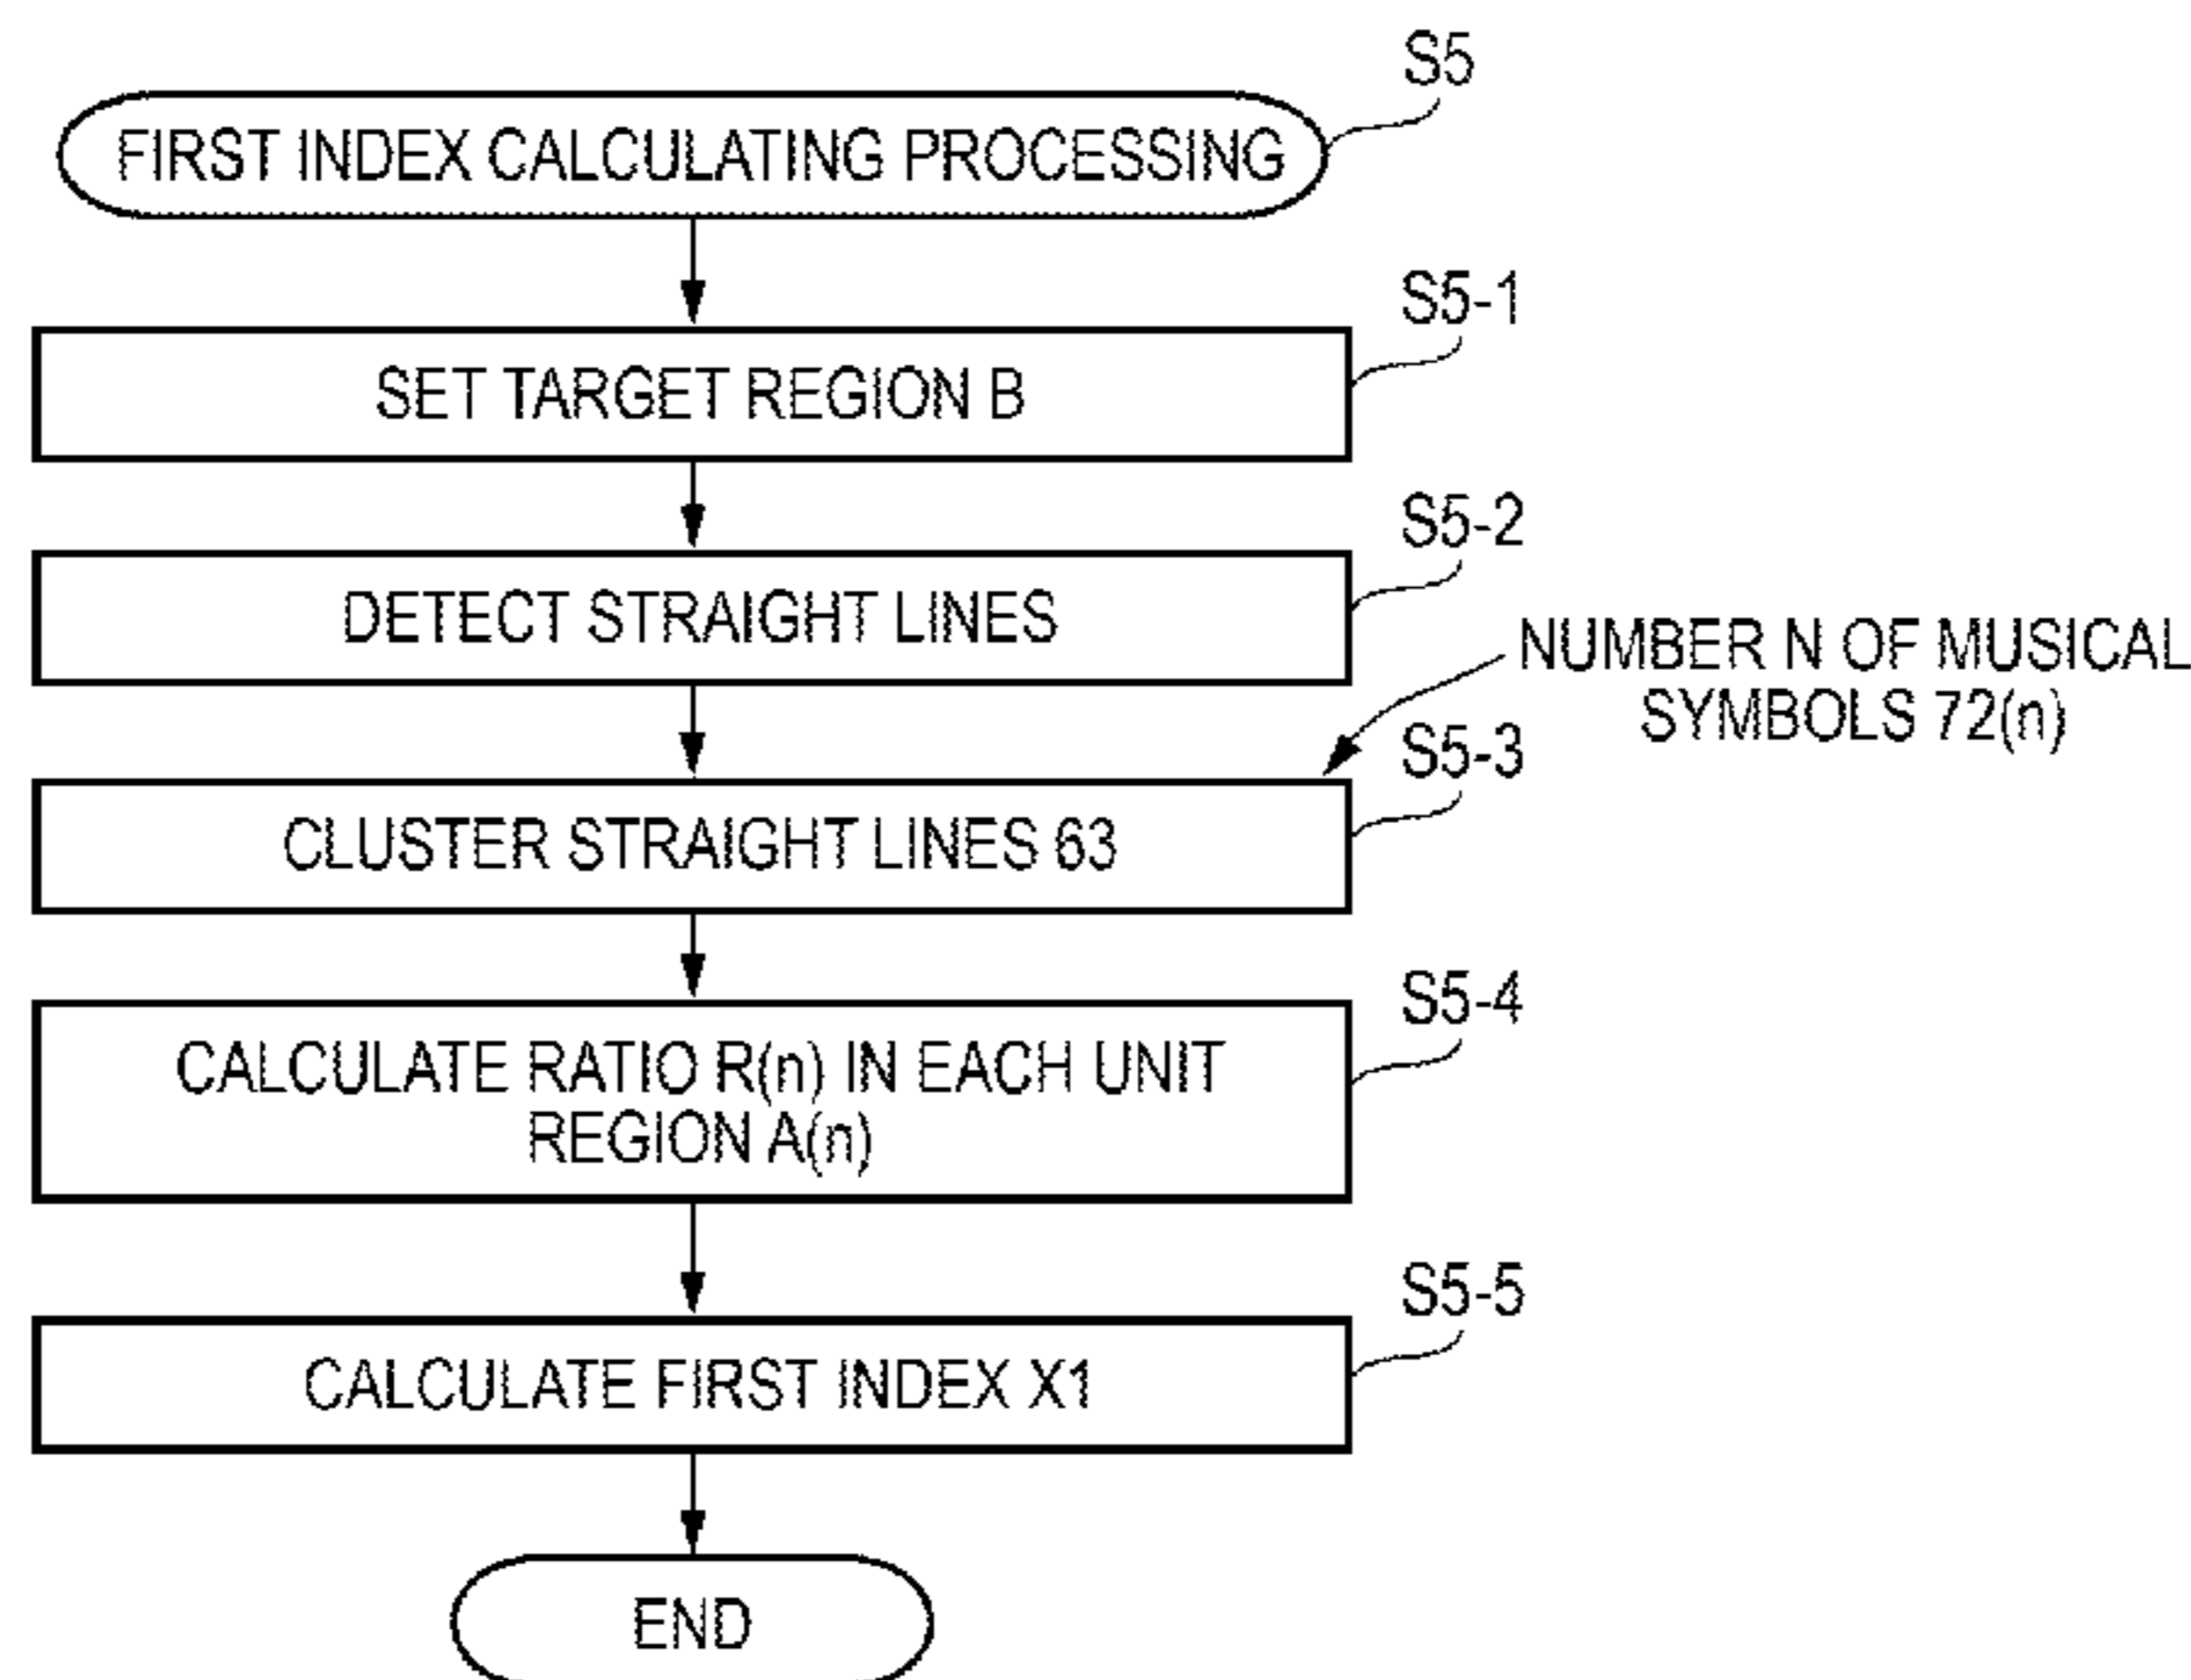 S5
FIRST INDEX CALCULATING PROCESSING
S5-1
SET TARGET REGION B
S5-2
DETECT STRAIGHT LINES
NUMBER N OF MUSICAL
SYMBOLS 72(n)
S5-3
CLUSTER STRAIGHT LINES 63
S5-4
CALCULATE RATIO R(n) IN EACH UNIT
REGION A(n)
S5-5
CALCULATE FIRST INDEX X1
END